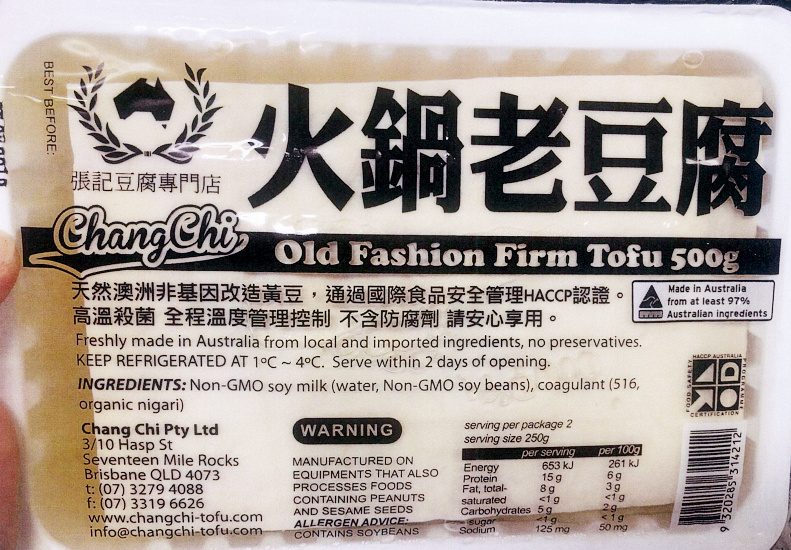 BEST BEFORE:
張記豆腐專門店
火鍋老豆腐
ChangChi
Old Fashion Firm Tofu 500g
天然澳洲非基因改造黃豆，通過國際食品安全管理HACCP認證。
高溫殺菌 全程溫度管理控制 不含防腐劑 請安心享用。
Made in Australia
from at least 97%
Australian ingredients
Freshly made in Australia from local and imported ingredients, no preservatives.
KEEP REFRIGERATED AT 1ºC ~ 4ºC. Serve within 2 days of opening.
INGREDIENTS: Non-GMO soy milk (water, Non-GMO soy beans), coagulant (516,
organic nigari)
HACCP AUSTRALIA
FOOD SAFETY
PROGRAMME
CERTIFICATION
Chang Chi Pty Ltd
3/10 Hasp St
Seventeen Mile Rocks
Brisbane QLD 4073
t: (07) 3279 4088
f: (07) 3319 6626
www.changchi-tofu.com
info@changchi-tofu.com
WARNING
MANUFACTURED ON
EQUIPMENTS THAT ALSO
PROCESSES FOODS
CONTAINING PEANUTS
AND SESAME SEEDS
ALLERGEN ADVICE:
CONTAINS SOYBEANS
serving per package 2
serving size 250g
per serving per 100g
Energy 653 kJ 261 kJ
Protein 15 g 6 g
Fat, total- 8 g 3 g
saturated <1 g <1 g
Carbohydrates 5 g 2 g
sugar <1 g <1 g
Sodium 125 mg 50 mg
9 320285 314212